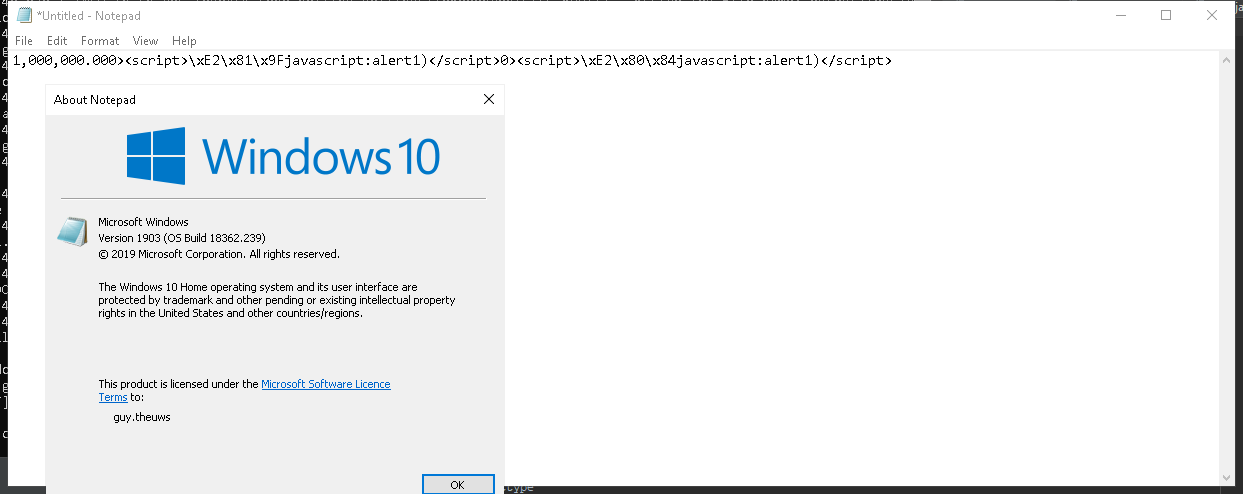 *Untitled - Notepad
File Edit Format View Help
1,000,000.000><script>\xE2\x81\x9Fjavascript:alert1)</script>0><script>\xE2\x80\x84javascript:alert1)</script>
About Notepad
Windows 10
Microsoft Windows
Version 1903 (OS Build 18362.239)
© 2019 Microsoft Corporation. All rights reserved.
The Windows 10 Home operating system and its user interface are
protected by trademark and other pending or existing intellectual property
rights in the United States and other countries/regions.
This product is licensed under the Microsoft Software Licence
Terms to:
guy.theuws
OK